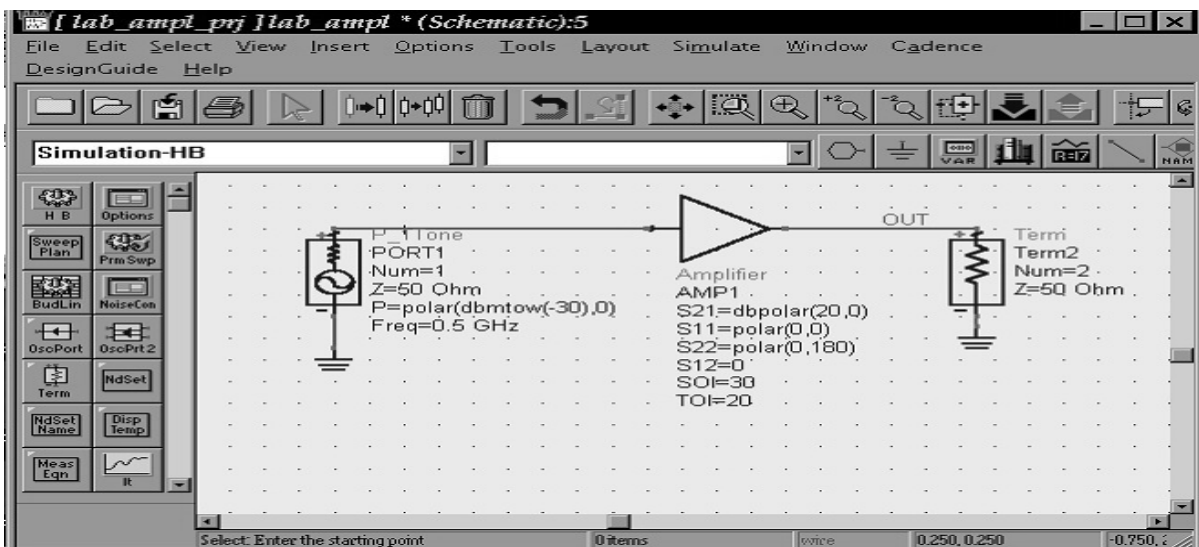 [ lab_ampl_prj ] lab_ampl * (Schematic):5
File Edit Select View Insert Options Tools Layout Simulate Window Cadence
DesignGuide Help
Simulation-HB
VAR
NAM
H B
Options
Sweep Plan
Prm Swp
BudLin
NoiseCon
OscPort
OscPrt2
Term
NdSet
NdSet Name
Disp Temp
Meas Eqn
It
PORT1
Num=1
Z=50 Ohm
P=polar(dbmtow(-30),0)
Freq=0.5 GHz
Amplifier
AMP1
S21=dbpolar(20,0)
S11=polar(0,0)
S22=polar(0,180)
S12=0
SOI=30
TOI=20
OUT
Term
Term2
Num=2
Z=50 Ohm
Select: Enter the starting point
0 items
wire
0.250, 0.250